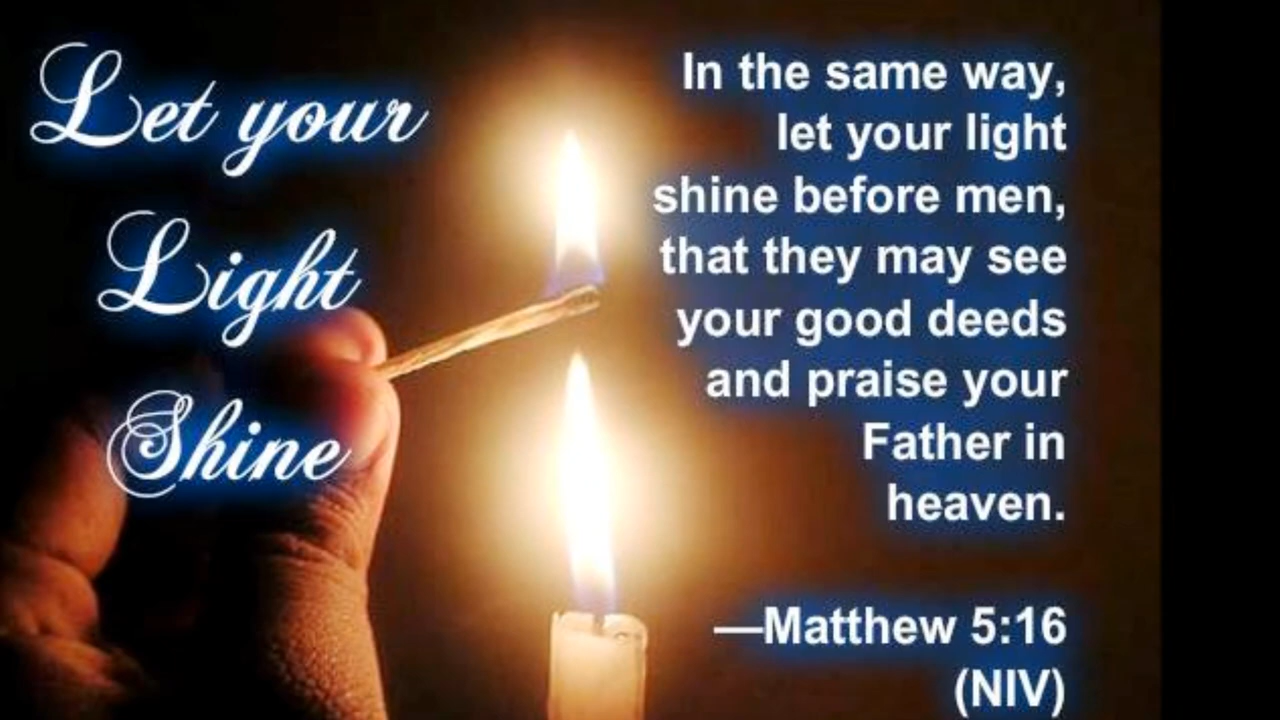 Let your
Light
Shine
In the same way,
let your light
shine before men,
that they may see
your good deeds
and praise your
Father in
heaven.
—Matthew 5:16
(NIV)